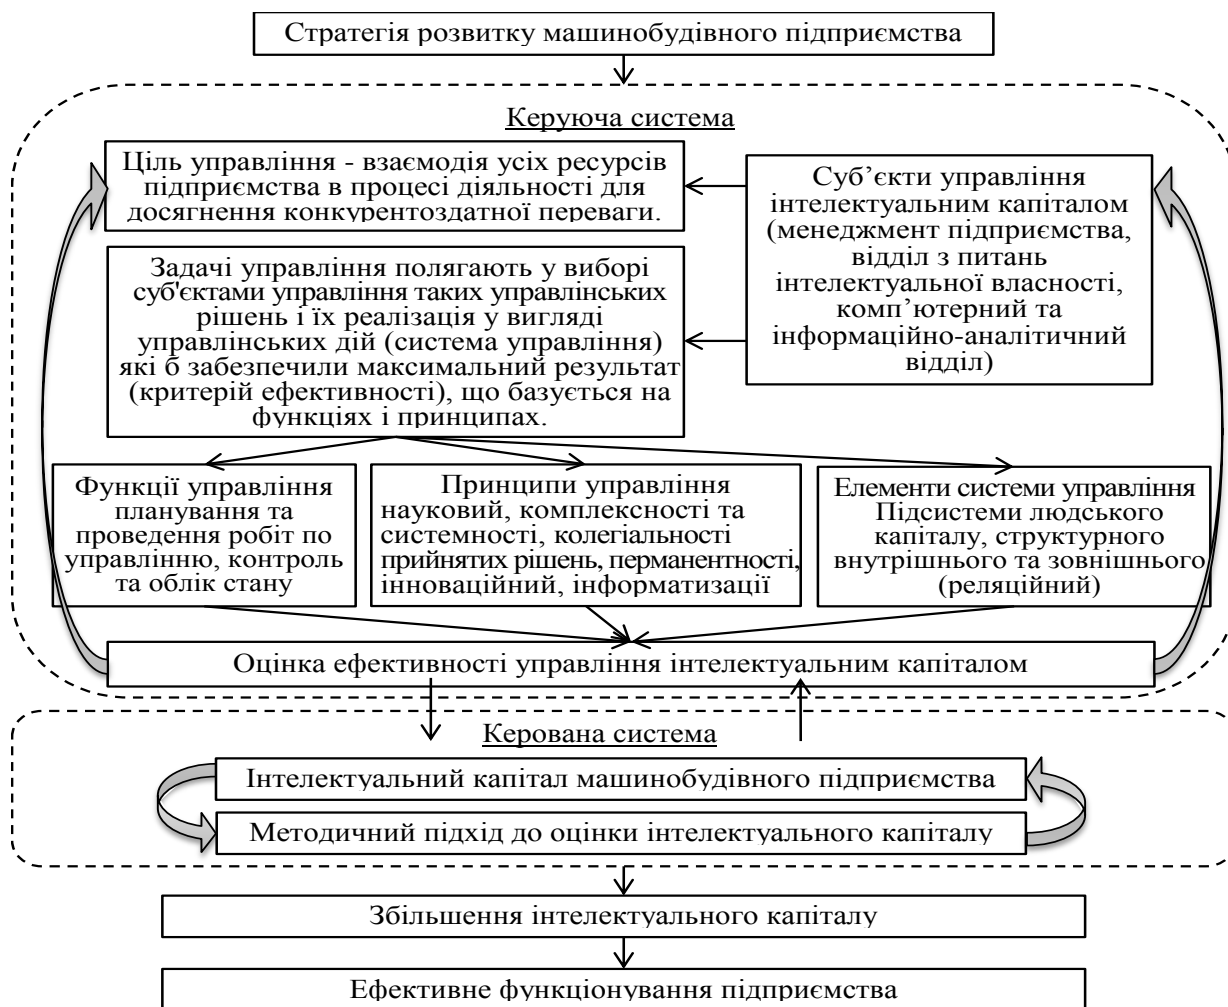 Стратегія розвитку машинобудівного підприємства
Керуюча система
Ціль управління - взаємодія усіх ресурсів
підприємства в процесі діяльності для
досягнення конкурентоздатної переваги.
Суб’єкти управління
інтелектуальним капіталом
(менеджмент підприємства,
відділ з питань
інтелектуальної власності,
комп’ютерний та
інформаційно-аналітичний
відділ)
Задачі управління полягають у виборі
суб'єктами управління таких управлінських
рішень і їх реалізація у вигляді
управлінських дій (система управління)
які б забезпечили максимальний результат
(критерій ефективності), що базується на
функціях і принципах.
Функції управління
планування та
проведення робіт по
управлінню, контроль
та облік стану
Принципи управління
науковий, комплексності та
системності, колегіальності
прийнятих рішень, перманентності,
інноваційний, інформатизації
Елементи системи управління
Підсистеми людського
капіталу, структурного
внутрішнього та зовнішнього
(реляційний)
Оцінка ефективності управління інтелектуальним капіталом
Керована система
Інтелектуальний капітал машинобудівного підприємства
Методичний підхід до оцінки інтелектуального капіталу
Збільшення інтелектуального капіталу
Ефективне функціонування підприємства